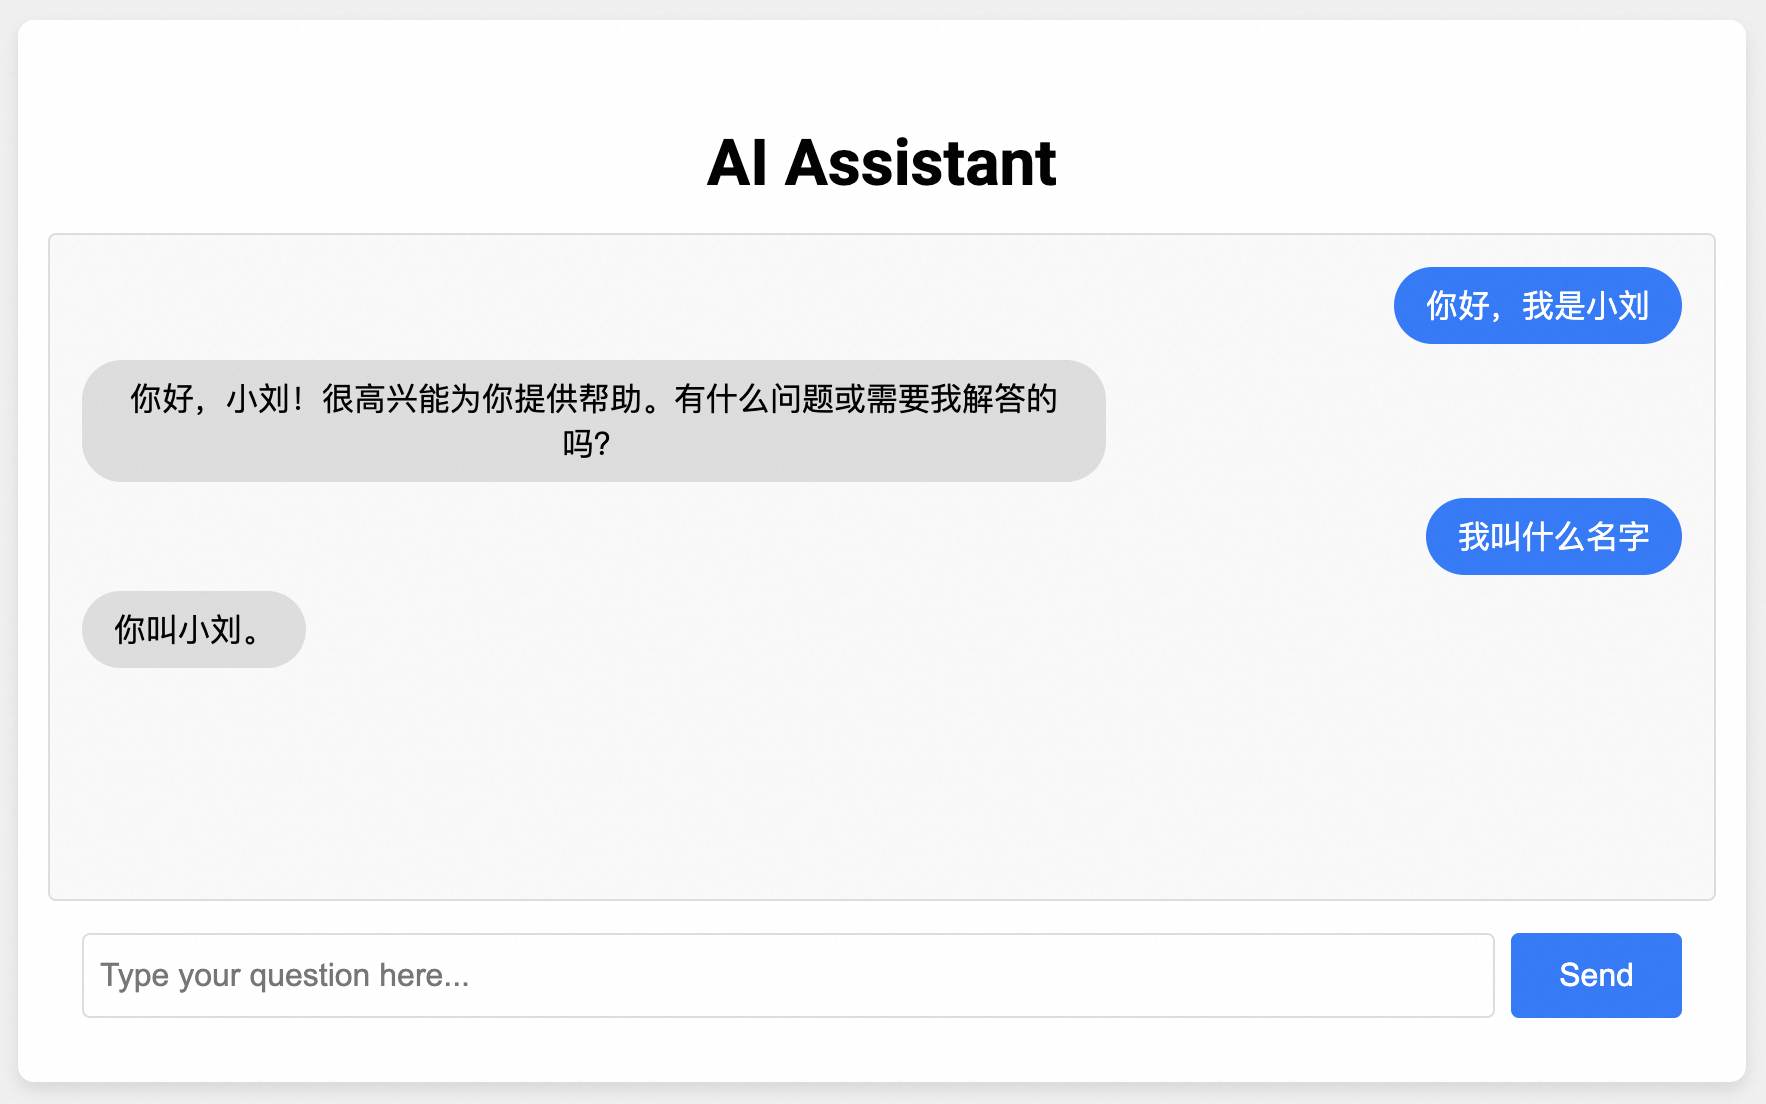 AI Assistant
你好，我是小刘
你好，小刘！很高兴能为你提供帮助。有什么问题或需要我解答的
吗？
我叫什么名字
你叫小刘。
Type your question here...
Send